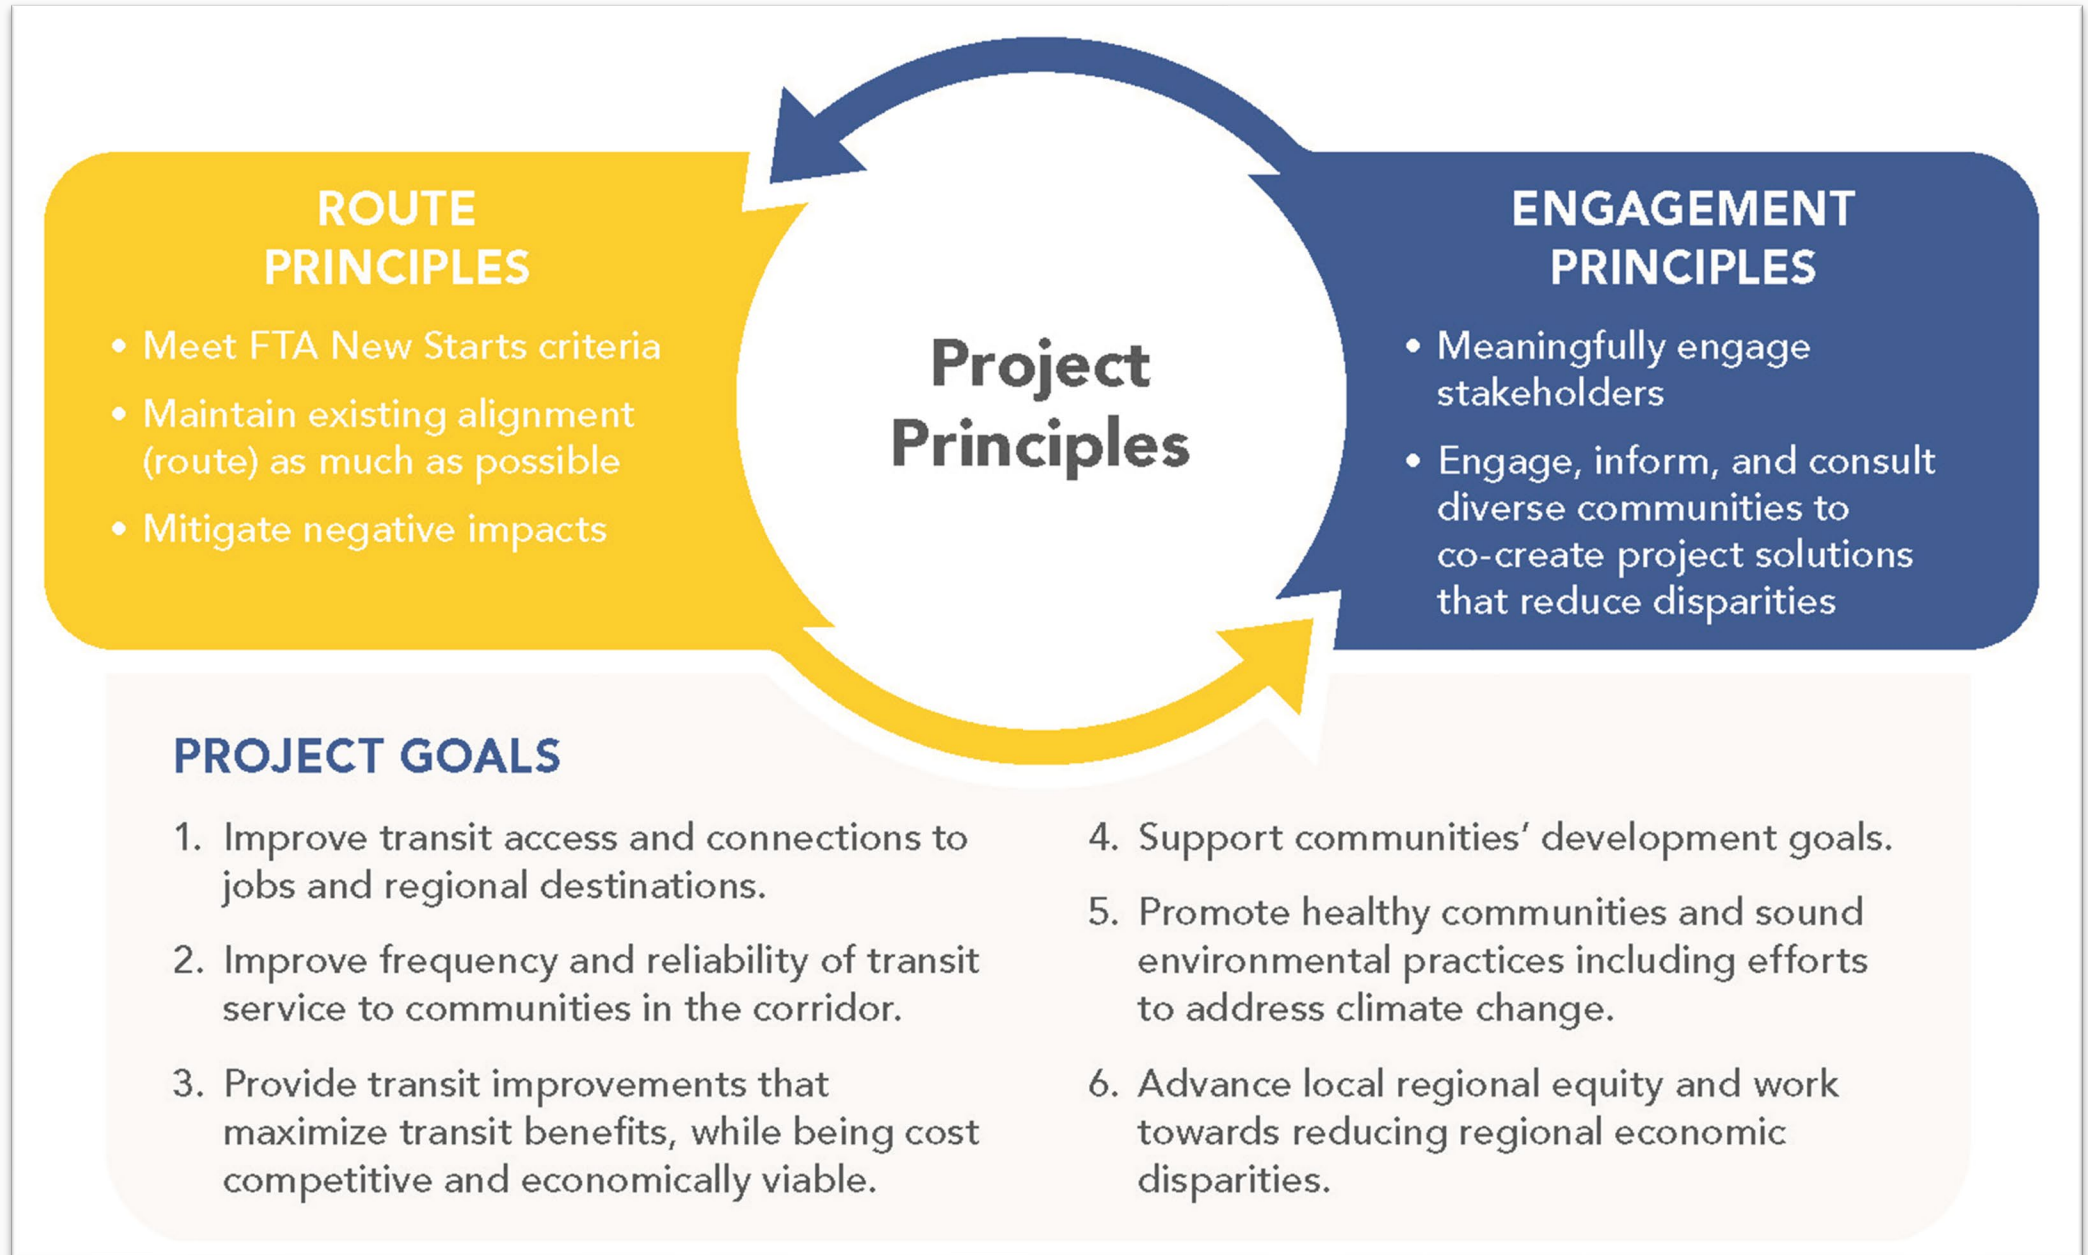 ROUTE
PRINCIPLES
• Meet FTA New Starts criteria
• Maintain existing alignment
(route) as much as possible
• Mitigate negative impacts
Project
Principles
ENGAGEMENT
PRINCIPLES
• Meaningfully engage
stakeholders
• Engage, inform, and consult
diverse communities to
co-create project solutions
that reduce disparities
PROJECT GOALS
1. Improve transit access and connections to
jobs and regional destinations.
2. Improve frequency and reliability of transit
service to communities in the corridor.
3. Provide transit improvements that
maximize transit benefits, while being cost
competitive and economically viable.
4. Support communities’ development goals.
5. Promote healthy communities and sound
environmental practices including efforts
to address climate change.
6. Advance local regional equity and work
towards reducing regional economic
disparities.